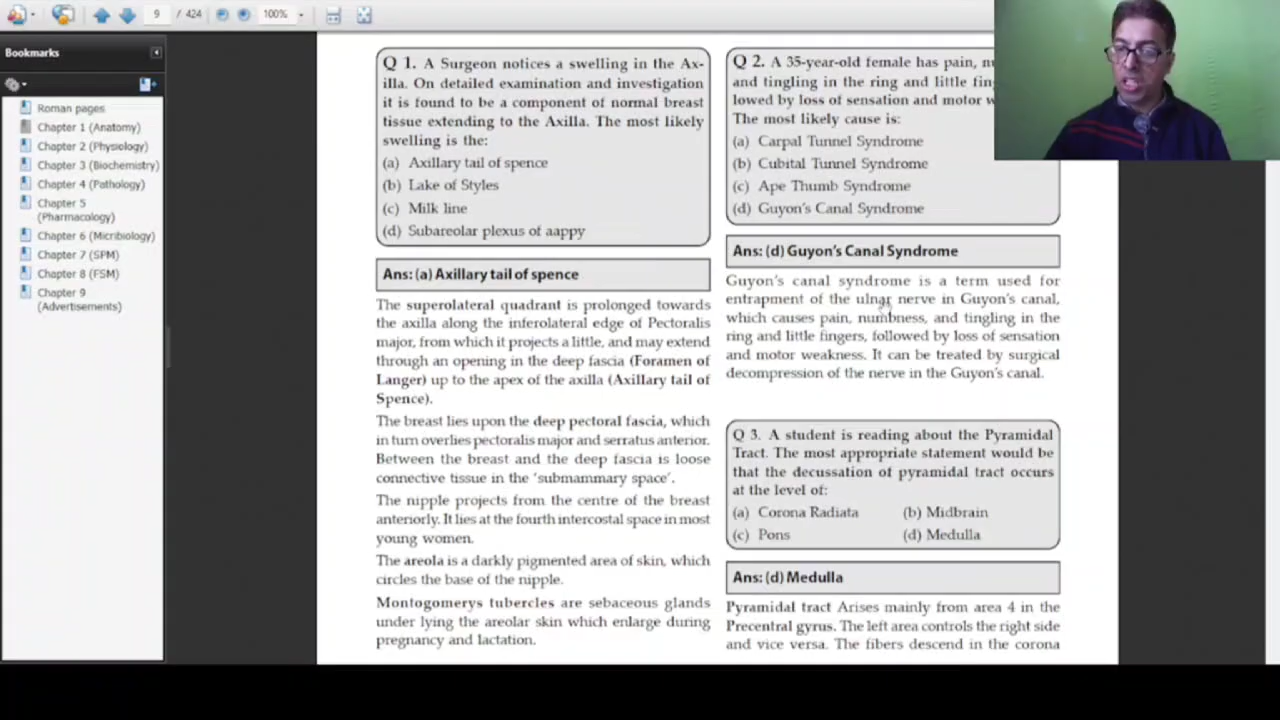 9 / 424 100%
Bookmarks
Roman pages
Chapter 1 (Anatomy)
Chapter 2 (Physiology)
Chapter 3 (Biochemistry)
Chapter 4 (Pathology)
Chapter 5
(Pharmacology)
Chapter 6 (Micribiology)
Chapter 7 (SPM)
Chapter 8 (FSM)
Chapter 9
(Advertisements)
Q 1. A Surgeon notices a swelling in the Ax-
illa. On detailed examination and investigation
it is found to be a component of normal breast
tissue extending to the Axilla. The most likely
swelling is the:
(a) Axillary tail of spence
(b) Lake of Styles
(c) Milk line
(d) Subareolar plexus of aappy
Ans: (a) Axillary tail of spence
The superolateral quadrant is prolonged towards
the axilla along the inferolateral edge of Pectoralis
major, from which it projects a little, and may extend
through an opening in the deep fascia (Foramen of
Langer) up to the apex of the axilla (Axillary tail of
Spence).
The breast lies upon the deep pectoral fascia, which
in turn overlies pectoralis major and serratus anterior.
Between the breast and the deep fascia is loose
connective tissue in the ‘submammary space’.
The nipple projects from the centre of the breast
anteriorly. It lies at the fourth intercostal space in most
young women.
The areola is a darkly pigmented area of skin, which
circles the base of the nipple.
Montogomerys tubercles are sebaceous glands
under lying the areolar skin which enlarge during
pregnancy and lactation.
Q 2. A 35-year-old female has pain,
and tingling in the ring and little
lowed by loss of sensation and motor
The most likely cause is:
(a) Carpal Tunnel Syndrome
(b) Cubital Tunnel Syndrome
(c) Ape Thumb Syndrome
(d) Guyon's Canal Syndrome
Ans: (d) Guyon's Canal Syndrome
Guyon's canal syndrome is a term used for
entrapment of the ulnar nerve in Guyon's canal,
which causes pain, numbness, and tingling in the
ring and little fingers, followed by loss of sensation
and motor weakness. It can be treated by surgical
decompression of the nerve in the Guyon's canal.
Q 3. A student is reading about the Pyramidal
Tract. The most appropriate statement would be
that the decussation of pyramidal tract occurs
at the level of:
(a) Corona Radiata (b) Midbrain
(c) Pons (d) Medulla
Ans: (d) Medulla
Pyramidal tract Arises mainly from area 4 in the
Precentral gyrus. The left area controls the right side
and vice versa. The fibers descend in the corona